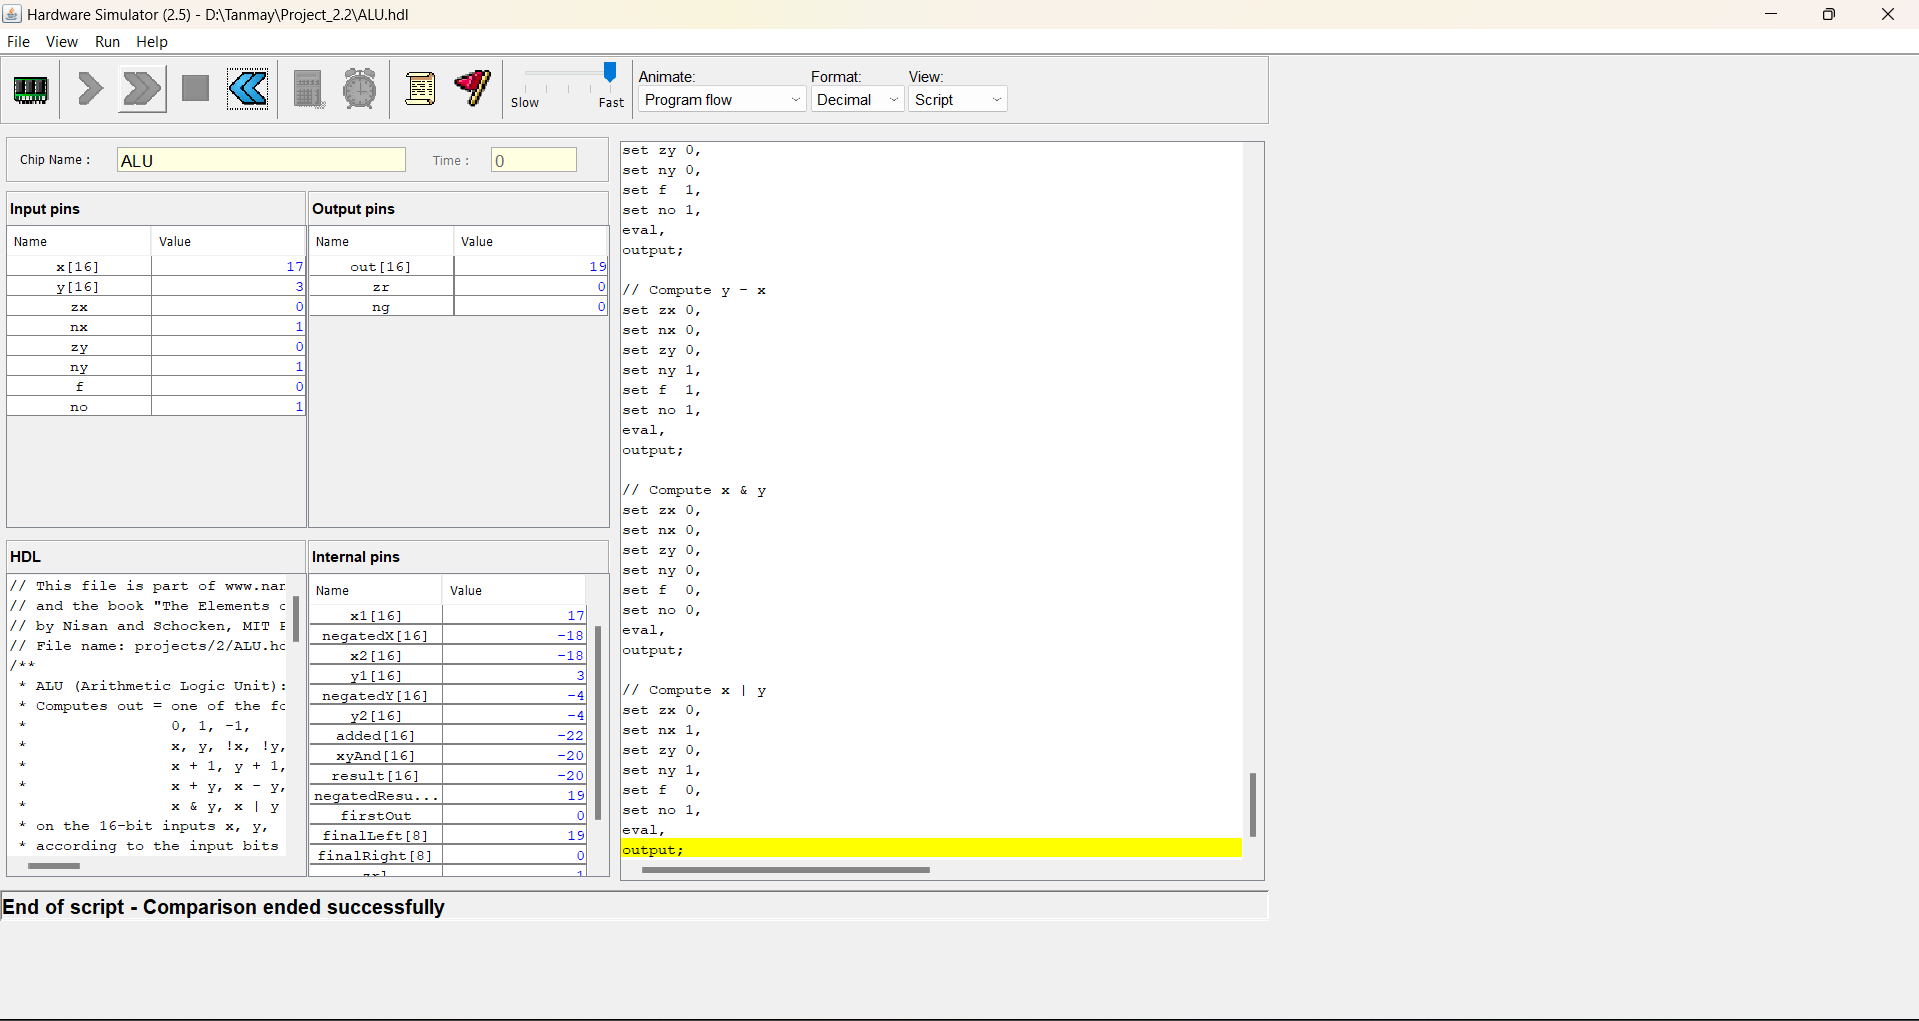 Hardware Simulator (2.5) - D:\Tanmay\Project_2.2\ALU.hdl
File View Run Help
Slow Fast
Animate: Format: View:
Program flow Decimal Script
Chip Name : ALU Time : 0
Input pins
Name Value
x[16] 17
y[16] 3
zx 0
nx 1
zy 0
ny 1
f 0
no 1
Output pins
Name Value
out[16] 19
zr 0
ng 0
HDL
// This file is part of www.nan
// and the book "The Elements o
// by Nisan and Schocken, MIT P
// File name: projects/2/ALU.hd
/**
* ALU (Arithmetic Logic Unit):
* Computes out = one of the fo
* 0, 1, -1,
* x, y, !x, !y,
* x + 1, y + 1,
* x + y, x - y,
* x & y, x | y
* on the 16-bit inputs x, y,
* according to the input bits
Internal pins
Name Value
x1[16] 17
negatedX[16] -18
x2[16] -18
y1[16] 3
negatedY[16] -4
y2[16] -4
added[16] -22
xyAnd[16] -20
result[16] -20
negatedResu... 19
firstOut 0
finalLeft[8] 19
finalRight[8] 0
set zy 0,
set ny 0,
set f 1,
set no 1,
eval,
output;
// Compute y - x
set zx 0,
set nx 0,
set zy 0,
set ny 1,
set f 1,
set no 1,
eval,
output;
// Compute x & y
set zx 0,
set nx 0,
set zy 0,
set ny 0,
set f 0,
set no 0,
eval,
output;
// Compute x | y
set zx 0,
set nx 1,
set zy 0,
set ny 1,
set f 0,
set no 1,
eval,
output;
End of script - Comparison ended successfully